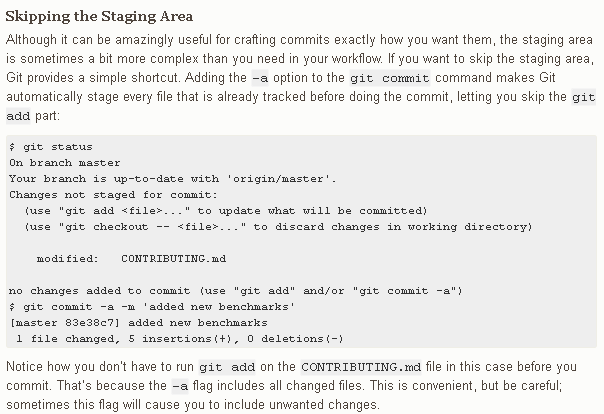 Skipping the Staging Area
Although it can be amazingly useful for crafting commits exactly how you want them, the staging area
is sometimes a bit more complex than you need in your workflow. If you want to skip the staging area,
Git provides a simple shortcut. Adding the -a option to the git commit command makes Git
automatically stage every file that is already tracked before doing the commit, letting you skip the git
add part:
$ git status
On branch master
Your branch is up-to-date with 'origin/master'.
Changes not staged for commit:
  (use "git add <file>..." to update what will be committed)
  (use "git checkout -- <file>..." to discard changes in working directory)
    modified:   CONTRIBUTING.md
no changes added to commit (use "git add" and/or "git commit -a")
$ git commit -a -m 'added new benchmarks'
[master 83e38c7] added new benchmarks
 1 file changed, 5 insertions(+), 0 deletions(-)
Notice how you don't have to run git add on the CONTRIBUTING.md file in this case before you
commit. That's because the -a flag includes all changed files. This is convenient, but be careful;
sometimes this flag will cause you to include unwanted changes.